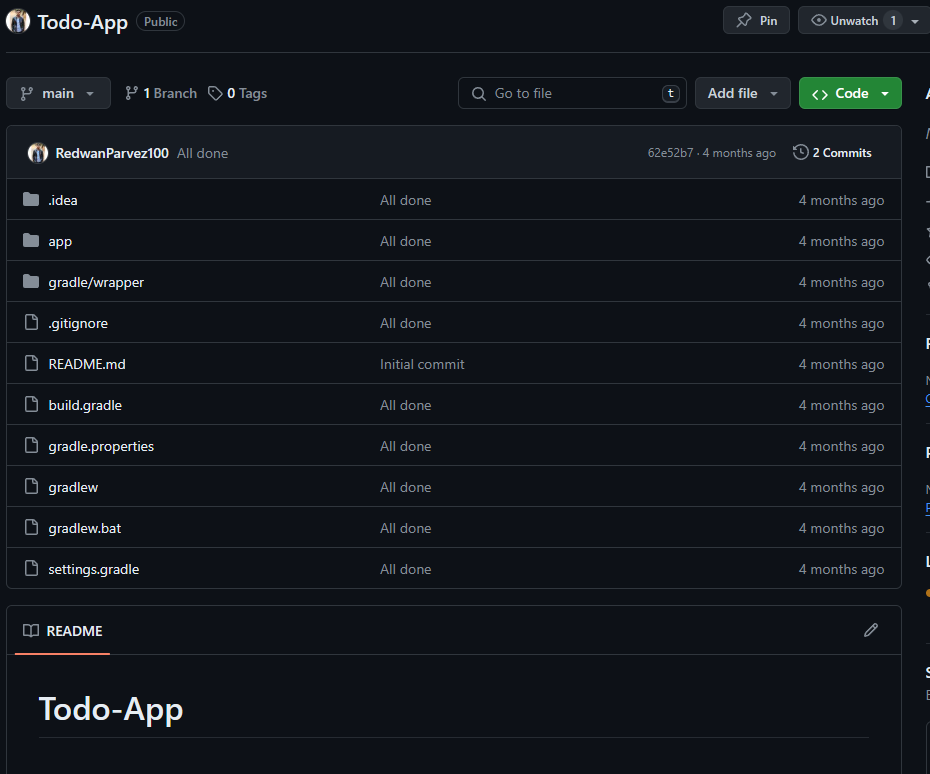 Todo-App Public Pin Unwatch 1
main 1 Branch 0 Tags Go to file t Add file Code
RedwanParvez100 All done 62e52b7 · 4 months ago 2 Commits
.idea All done 4 months ago
app All done 4 months ago
gradle/wrapper All done 4 months ago
.gitignore All done 4 months ago
README.md Initial commit 4 months ago
build.gradle All done 4 months ago
gradle.properties All done 4 months ago
gradlew All done 4 months ago
gradlew.bat All done 4 months ago
settings.gradle All done 4 months ago
README
Todo-App